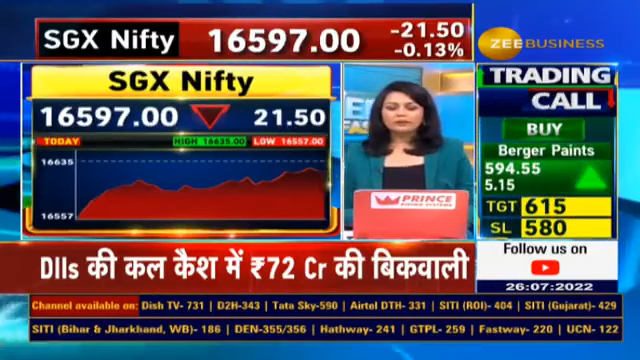 SGX Nifty 16597.00 -21.50
-0.13%
ZEE BUSINESS
SGX Nifty
16597.00 21.50
TODAY HIGH 16635.00 LOW 16557.00
16635
16557
PRINCE
PIPING SYSTEMS
TRADING
CALL
BUY
Berger Paints
594.55
5.15
TGT 615
SL 580
Follow us on
26:07:2022
DIIs की कल कैश में ₹72 Cr की बिकवाली
Channel available on: Dish TV- 731 | D2H-343 | Tata Sky-590 | Airtel DTH- 331 | SITI (ROI)- 404 | SITI (Gujarat)- 429
SITI (Bihar & Jharkhand, WB)- 186 | DEN-355/356 | Hathway- 241 | GTPL- 259 | Fastway- 220 | UCN- 122